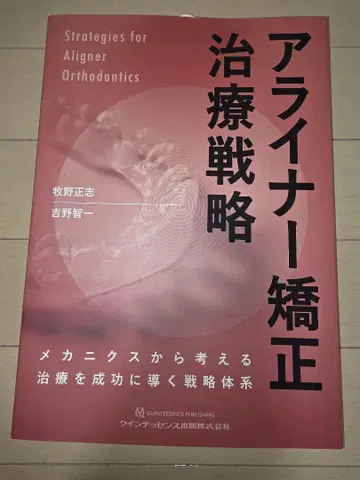 Strategies for
Aligner
Orthodontics
アライナー矯正
治療戦略
牧野正志
吉野智一
メカニクスから考える
治療を成功に導く戦略体系
QUINTESSENCE PUBLISHING
クインテッセンス出版株式会社